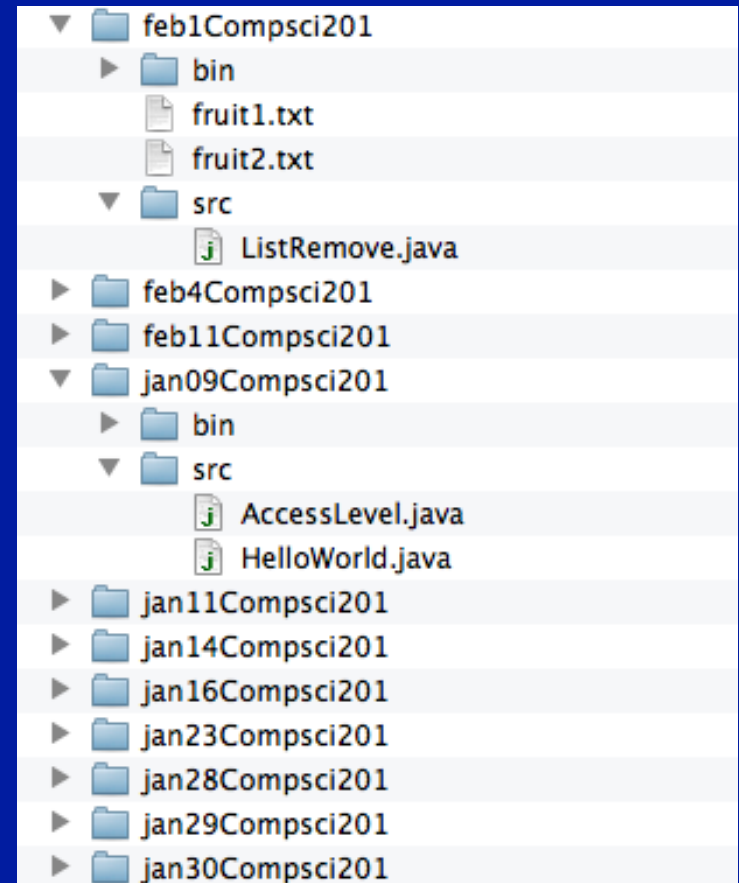 feb1Compsci201
bin
fruit1.txt
fruit2.txt
src
ListRemove.java
feb4Compsci201
feb11Compsci201
jan09Compsci201
bin
src
AccessLevel.java
HelloWorld.java
jan11Compsci201
jan14Compsci201
jan16Compsci201
jan23Compsci201
jan28Compsci201
jan29Compsci201
jan30Compsci201